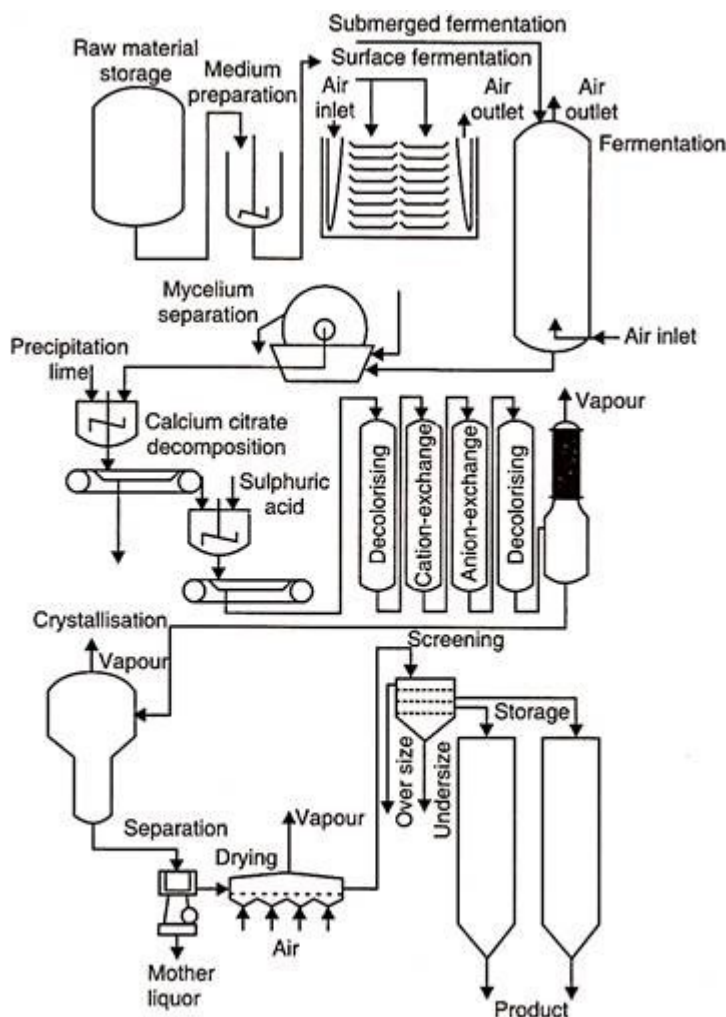 Submerged fermentation
Raw material
storage
Medium
preparation
Surface fermentation
Air
inlet
Air
outlet
Air
outlet
Fermentation
Mycelium
separation
Air inlet
Precipitation
lime
Calcium citrate
decomposition
Sulphuric
acid
Decolorising
Cation-exchange
Anion-exchange
Decolorising
Vapour
Crystallisation
Vapour
Screening
Storage
Over size
Undersize
Separation
Vapour
Drying
Air
Mother
liquor
Product